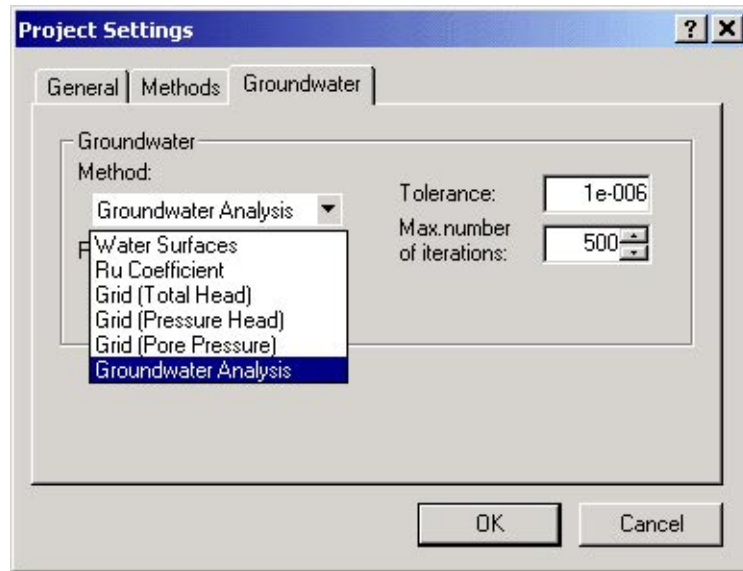 Project Settings
? X
General Methods Groundwater
Groundwater
Method:
Groundwater Analysis
Water Surfaces
Ru Coefficient
Grid (Total Head)
Grid (Pressure Head)
Grid (Pore Pressure)
Groundwater Analysis
Tolerance: 1e-006
Max.number
of iterations: 500
OK Cancel